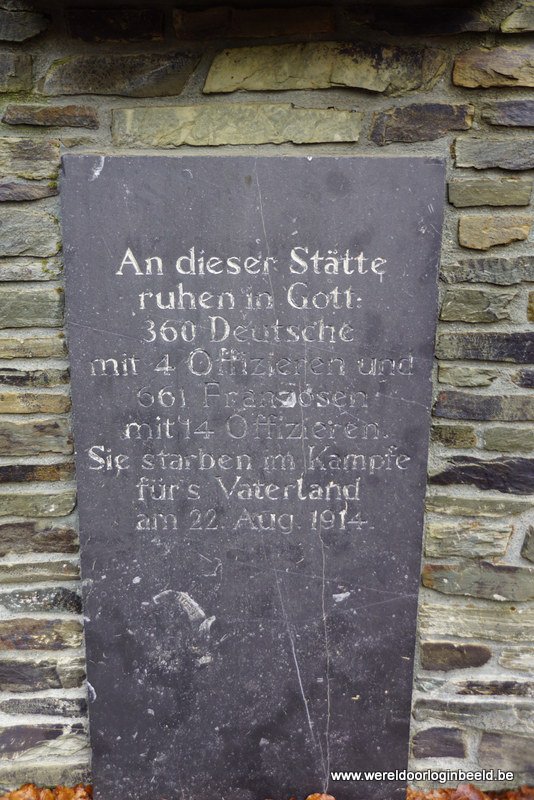 An dieser Stätte
ruhen in Gott:
360 Deutsche
mit 4 Offizieren und
661 Franzosen
mit 14 Offizieren.
Sie starben im Kampfe
für's Vaterland
am 22. Aug. 1914.
www.wereldoorloginbeeld.be